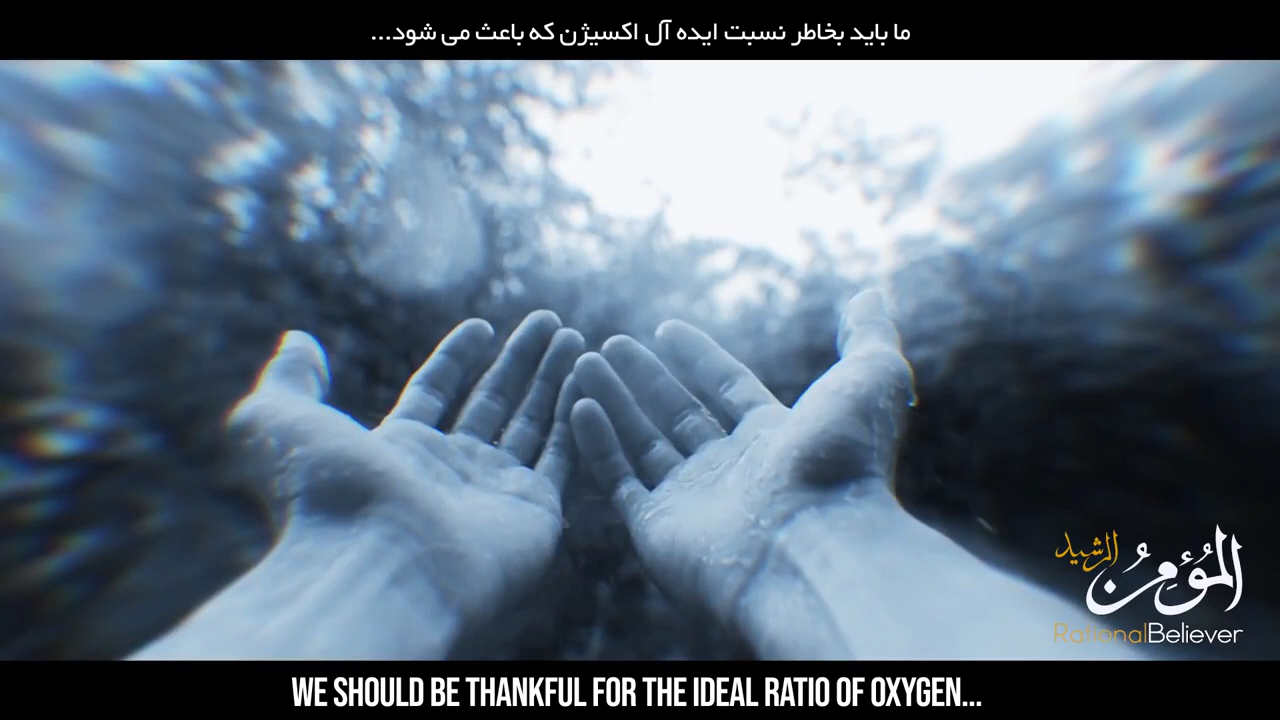 ما باید بخاطر نسبت ایده آل اکسیژن که باعث می شود...
المؤمن الرشيد
RationalBeliever
WE SHOULD BE THANKFUL FOR THE IDEAL RATIO OF OXYGEN...